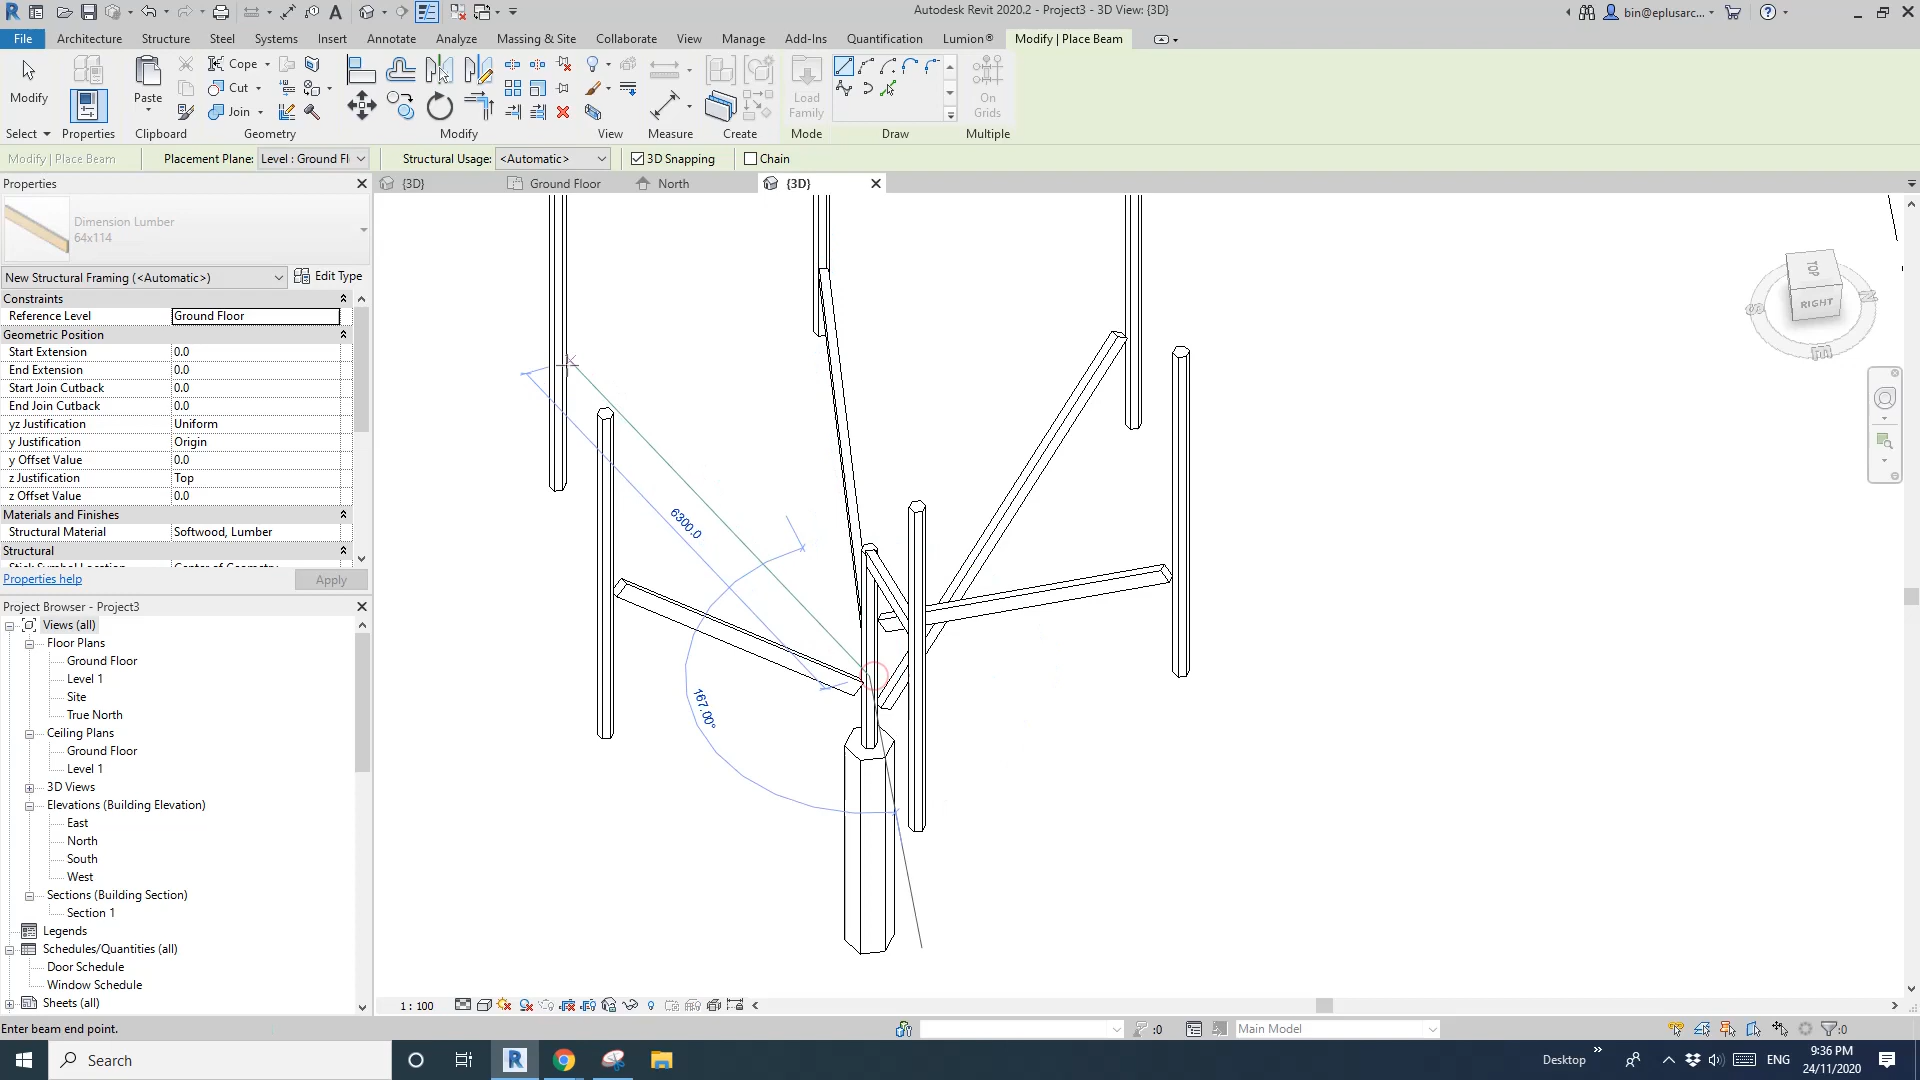 Autodesk Revit 2020.2 - Project3 - 3D View: {3D}
bin@eplusarc...
File Architecture Structure Steel Systems Insert Annotate Analyze Massing & Site Collaborate View Manage Add-Ins Quantification Lumion® Modify | Place Beam
Modify
Paste
Cope
Cut
Join
Load
Family
On
Grids
Select Properties Clipboard Geometry Modify View Measure Create Mode Draw Multiple
Modify | Place Beam Placement Plane: Level : Ground Fl Structural Usage: <Automatic> 3D Snapping Chain
Properties
{3D} Ground Floor North {3D}
Dimension Lumber
64x114
New Structural Framing (<Automatic>) Edit Type
Constraints
Reference Level Ground Floor
Geometric Position
Start Extension 0.0
End Extension 0.0
Start Join Cutback 0.0
End Join Cutback 0.0
yz Justification Uniform
y Justification Origin
y Offset Value 0.0
z Justification Top
z Offset Value 0.0
Materials and Finishes
Structural Material Softwood, Lumber
Structural
Properties help Apply
Project Browser - Project3
Views (all)
Floor Plans
Ground Floor
Level 1
Site
True North
Ceiling Plans
Ground Floor
Level 1
3D Views
Elevations (Building Elevation)
East
North
South
West
Sections (Building Section)
Section 1
Legends
Schedules/Quantities (all)
Door Schedule
Window Schedule
Sheets (all)
6300.0
167.00°
TOP
RIGHT
S
N
E
1 : 100
Enter beam end point.
:0
Main Model
:0
Search
Desktop
ENG
9:36 PM
24/11/2020